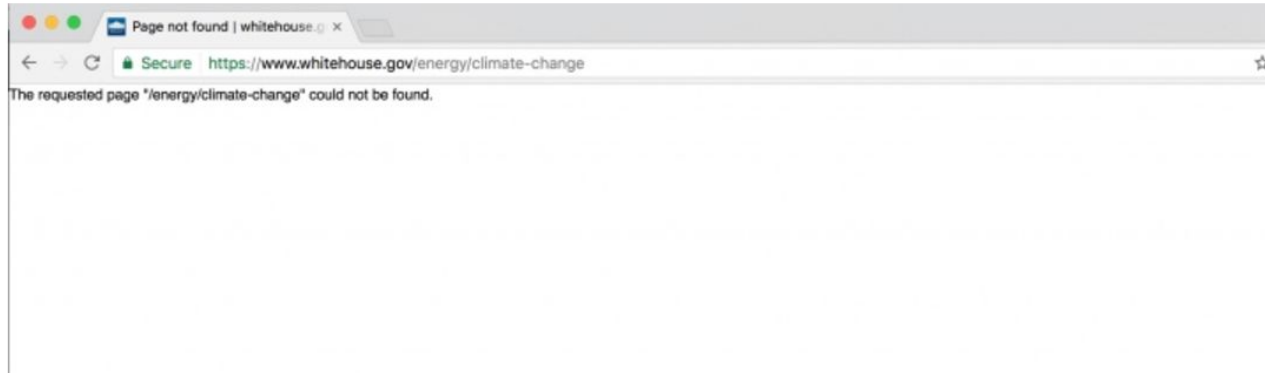 Page not found | whitehouse.g
Secure https://www.whitehouse.gov/energy/climate-change
The requested page "/energy/climate-change" could not be found.